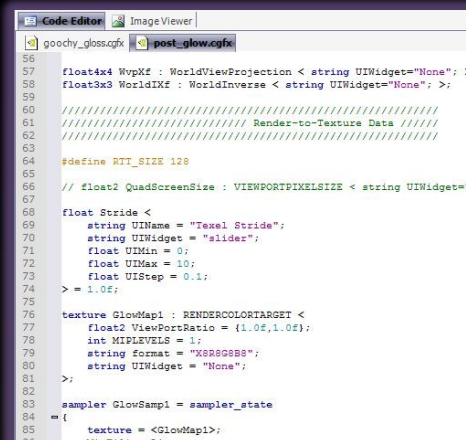 Code Editor Image Viewer
goochy_gloss.cgfx post_glow.cgfx
56
57 float4x4 WvpXf : WorldViewProjection < string UIWidget="None";
58 float3x3 WorldIXf : WorldInverse < string UIWidget="None"; >;
59
60 //////////////////////////////////////////////////////////
61 //////////////////////////// Render-to-Texture Data //////
62 //////////////////////////////////////////////////////////
63
64 #define RTT_SIZE 128
65
66 // float2 QuadScreenSize : VIEWPORTPIXELSIZE < string UIWidget="
67
68 float Stride <
69 string UIName = "Texel Stride";
70 string UIWidget = "slider";
71 float UIMin = 0;
72 float UIMax = 10;
73 float UIStep = 0.1;
74 > = 1.0f;
75
76 texture GlowMap1 : RENDERCOLORTARGET <
77 float2 ViewPortRatio = {1.0f,1.0f};
78 int MIPLEVELS = 1;
79 string format = "X8R8G8B8";
80 string UIWidget = "None";
81 >;
82
83 sampler GlowSamp1 = sampler_state
84 {
85 texture = <GlowMap1>;